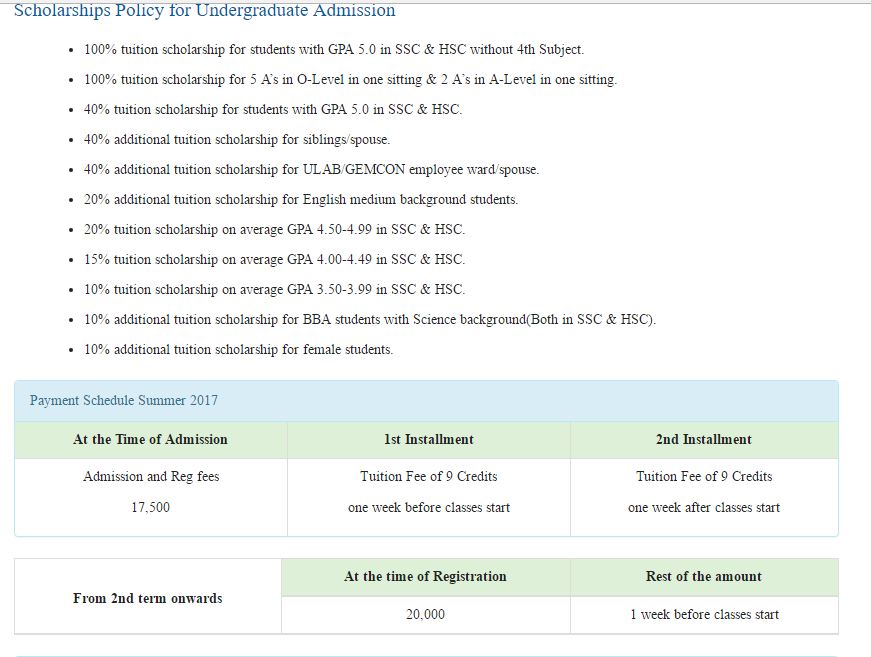 Scholarships Policy for Undergraduate Admission
100% tuition scholarship for students with GPA 5.0 in SSC & HSC without 4th Subject.
100% tuition scholarship for 5 A's in O-Level in one sitting & 2 A's in A-Level in one sitting.
40% tuition scholarship for students with GPA 5.0 in SSC & HSC.
40% additional tuition scholarship for siblings/spouse.
40% additional tuition scholarship for ULAB/GEMCON employee ward/spouse.
20% additional tuition scholarship for English medium background students.
20% tuition scholarship on average GPA 4.50-4.99 in SSC & HSC.
15% tuition scholarship on average GPA 4.00-4.49 in SSC & HSC.
10% tuition scholarship on average GPA 3.50-3.99 in SSC & HSC.
10% additional tuition scholarship for BBA students with Science background(Both in SSC & HSC).
10% additional tuition scholarship for female students.
Payment Schedule Summer 2017
At the Time of Admission 1st Installment 2nd Installment
Admission and Reg fees Tuition Fee of 9 Credits Tuition Fee of 9 Credits
17,500 one week before classes start one week after classes start
At the time of Registration Rest of the amount
From 2nd term onwards
20,000 1 week before classes start